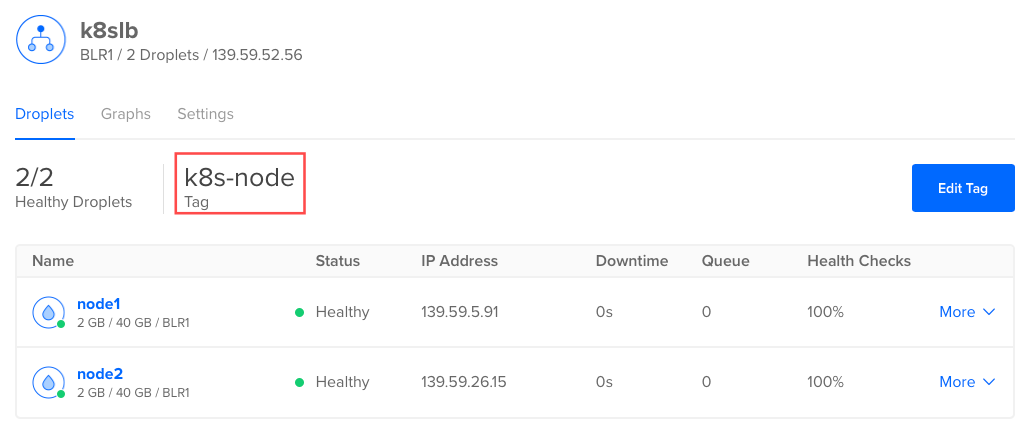 k8slb
BLR1 / 2 Droplets / 139.59.52.56
Droplets Graphs Settings
2/2 k8s-node
Healthy Droplets Tag
Edit Tag
Name Status IP Address Downtime Queue Health Checks
node1
2 GB / 40 GB / BLR1
Healthy 139.59.5.91 0s 0 100% More
node2
2 GB / 40 GB / BLR1
Healthy 139.59.26.15 0s 0 100% More